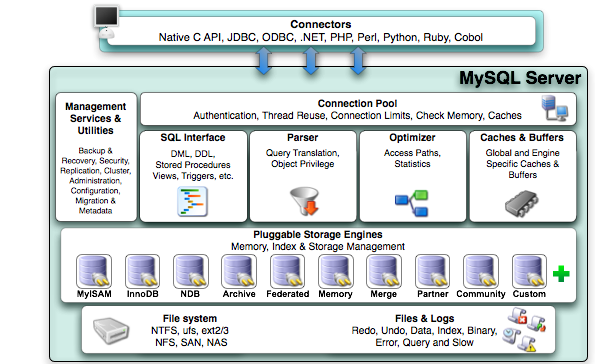 Connectors
Native C API, JDBC, ODBC, .NET, PHP, Perl, Python, Ruby, Cobol
MySQL Server
Management
Services &
Utilities
Backup &
Recovery, Security,
Replication, Cluster,
Administration,
Configuration,
Migration &
Metadata
Connection Pool
Authentication, Thread Reuse, Connection Limits, Check Memory, Caches
SQL Interface
DML, DDL,
Stored Procedures
Views, Triggers, etc.
Parser
Query Translation,
Object Privilege
Optimizer
Access Paths,
Statistics
Caches & Buffers
Global and Engine
Specific Caches &
Buffers
Pluggable Storage Engines
Memory, Index & Storage Management
MyISAM
InnoDB
NDB
Archive
Federated
Memory
Merge
Partner
Community
Custom
File system
NTFS, ufs, ext2/3
NFS, SAN, NAS
Files & Logs
Redo, Undo, Data, Index, Binary,
Error, Query and Slow